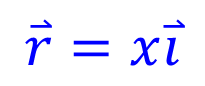 r⃗ = xı⃗